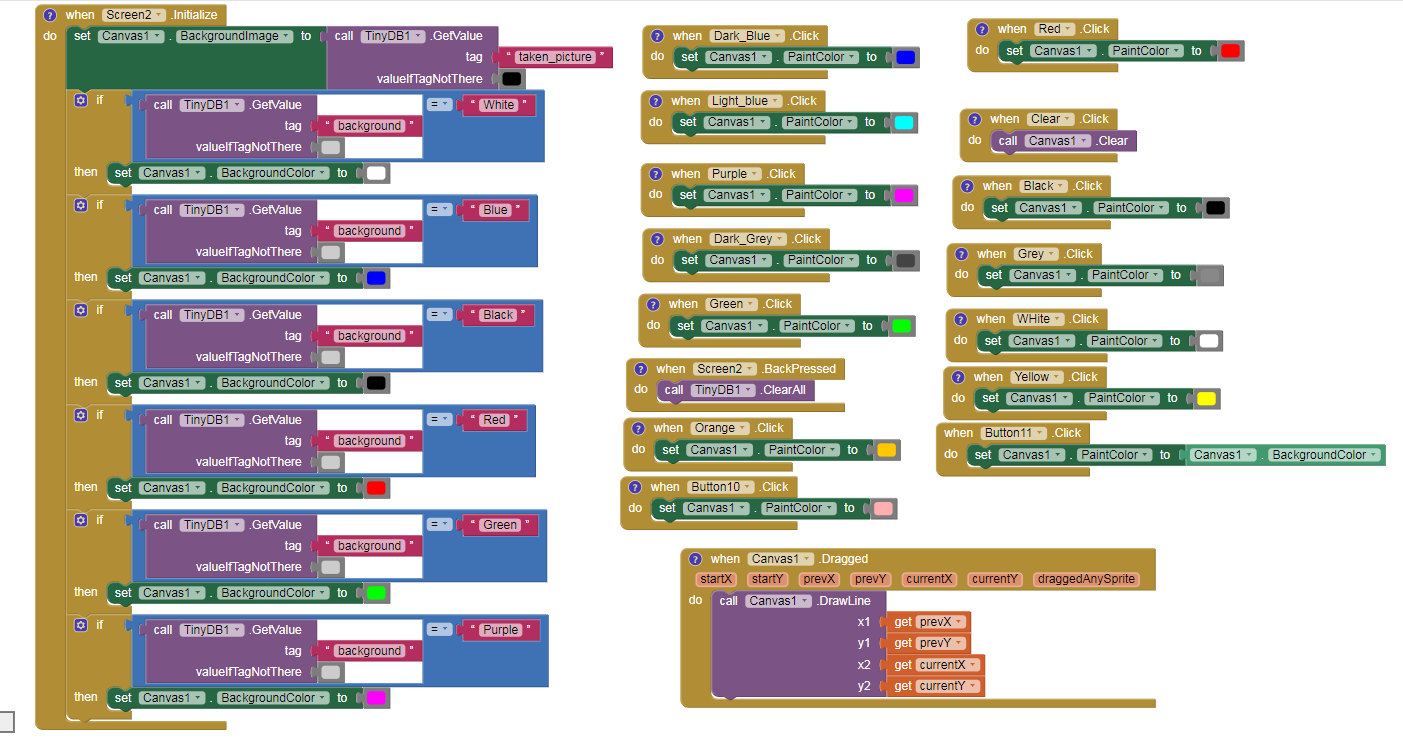 when Screen2 .Initialize
do set Canvas1 . BackgroundImage to call TinyDB1 .GetValue
tag " taken_picture "
valueIfTagNotThere
if call TinyDB1 .GetValue = " White "
tag " background "
valueIfTagNotThere
then set Canvas1 . BackgroundColor to
if call TinyDB1 .GetValue = " Blue "
tag " background "
valueIfTagNotThere
then set Canvas1 . BackgroundColor to
if call TinyDB1 .GetValue = " Black "
tag " background "
valueIfTagNotThere
then set Canvas1 . BackgroundColor to
if call TinyDB1 .GetValue = " Red "
tag " background "
valueIfTagNotThere
then set Canvas1 . BackgroundColor to
if call TinyDB1 .GetValue = " Green "
tag " background "
valueIfTagNotThere
then set Canvas1 . BackgroundColor to
if call TinyDB1 .GetValue = " Purple "
tag " background "
valueIfTagNotThere
then set Canvas1 . BackgroundColor to
when Dark_Blue .Click
do set Canvas1 . PaintColor to
when Light_blue .Click
do set Canvas1 . PaintColor to
when Purple .Click
do set Canvas1 . PaintColor to
when Dark_Grey .Click
do set Canvas1 . PaintColor to
when Green .Click
do set Canvas1 . PaintColor to
when Screen2 .BackPressed
do call TinyDB1 .ClearAll
when Orange .Click
do set Canvas1 . PaintColor to
when Button10 .Click
do set Canvas1 . PaintColor to
when Red .Click
do set Canvas1 . PaintColor to
when Clear .Click
do call Canvas1 .Clear
when Black .Click
do set Canvas1 . PaintColor to
when Grey .Click
do set Canvas1 . PaintColor to
when WHite .Click
do set Canvas1 . PaintColor to
when Yellow .Click
do set Canvas1 . PaintColor to
when Button11 .Click
do set Canvas1 . PaintColor to Canvas1 . BackgroundColor
when Canvas1 .Dragged
startX startY prevX prevY currentX currentY draggedAnySprite
do call Canvas1 .DrawLine
x1 get prevX
y1 get prevY
x2 get currentX
y2 get currentY